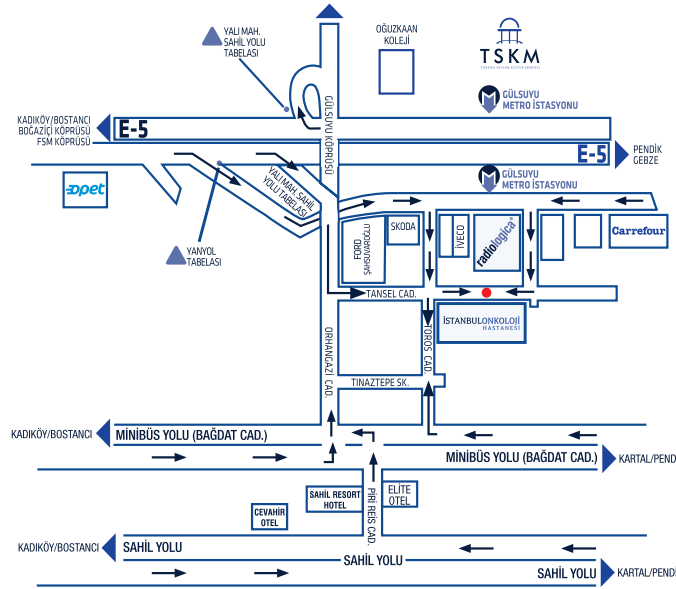 OĞUZKAAN
KOLEJİ
TSKM
YALI MAH.
SAHİL YOLU
TABELASI
GÜLSUYU
METRO İSTASYONU
KADIKÖY/BOSTANCI
BOĞAZİÇİ KÖPRÜSÜ
FSM KÖPRÜSÜ
E-5
GÜLSUYU KÖPRÜSÜ
E-5
PENDİK
GEBZE
opet
YALI MAH. SAHİL
YOLU TABELASI
GÜLSUYU
METRO İSTASYONU
YANYOL
TABELASI
FORD
ŞAHSUVAROĞLU
SKODA
İVECO
radiologica
Carrefour
TANSEL CAD.
İSTANBULONKOLOJİ
HASTANESİ
ORHANGAZİ CAD.
TOROS CAD.
TINAZTEPE SK.
KADIKÖY/BOSTANCI
MİNİBÜS YOLU (BAĞDAT CAD.)
MİNİBÜS YOLU (BAĞDAT CAD.)
KARTAL/PEND
SAHİL RESORT
HOTEL
PİRİ REİS CAD.
ELİTE
OTEL
CEVAHİR
OTEL
KADIKÖY/BOSTANCI
SAHİL YOLU
SAHİL YOLU
SAHİL YOLU
KARTAL/PENDİ